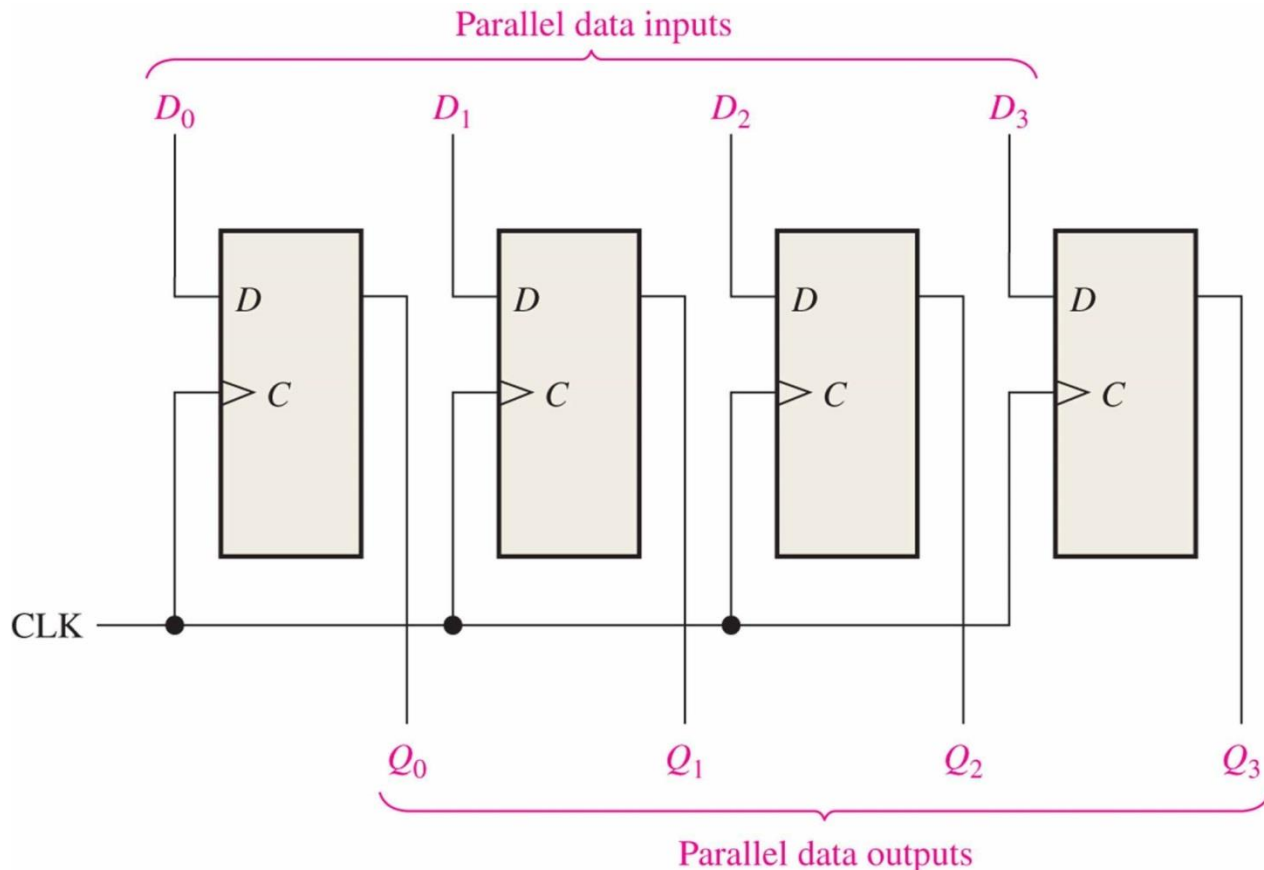 Parallel data inputs
D0 D1 D2 D3
D D D D
C C C C
CLK
Q0 Q1 Q2 Q3
Parallel data outputs